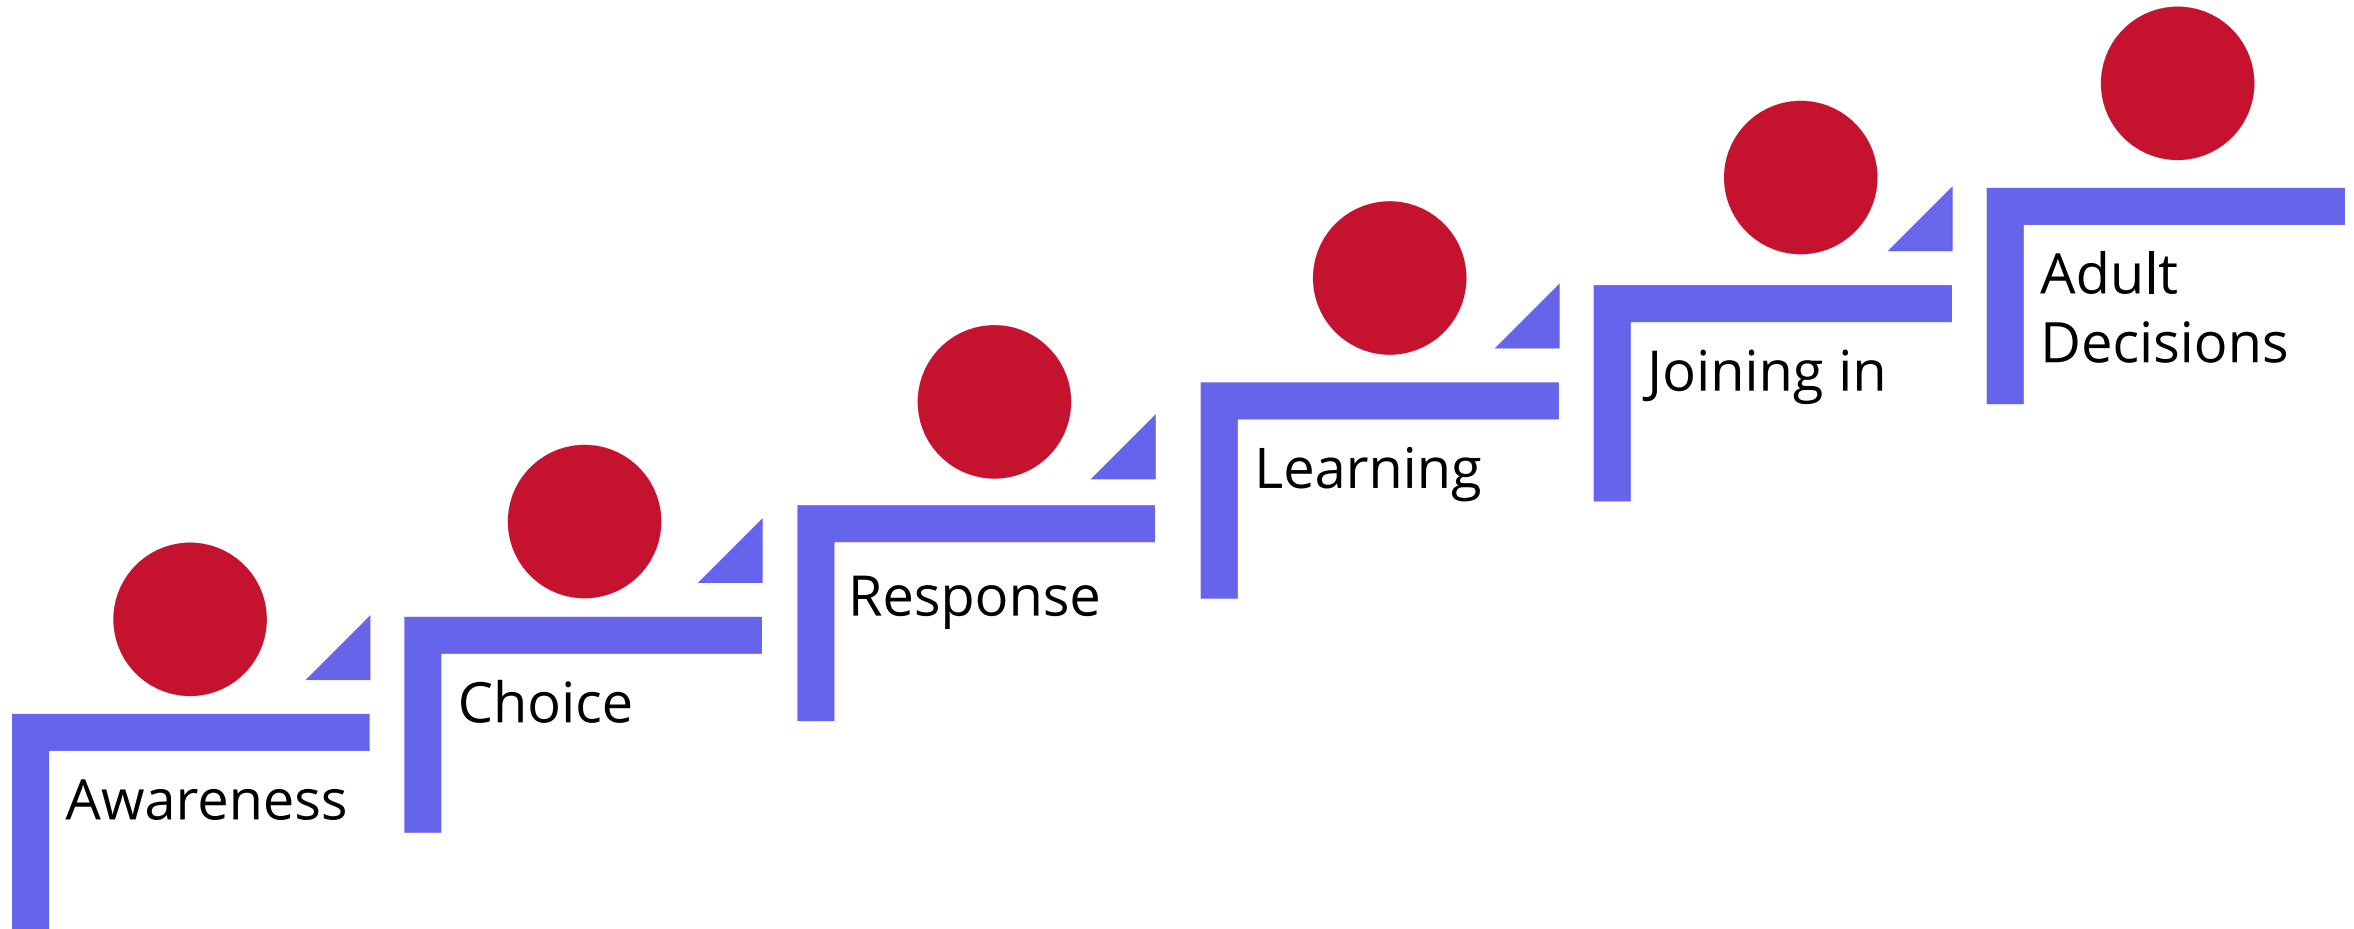 Awareness
Choice
Response
Learning
Joining in
Adult
Decisions